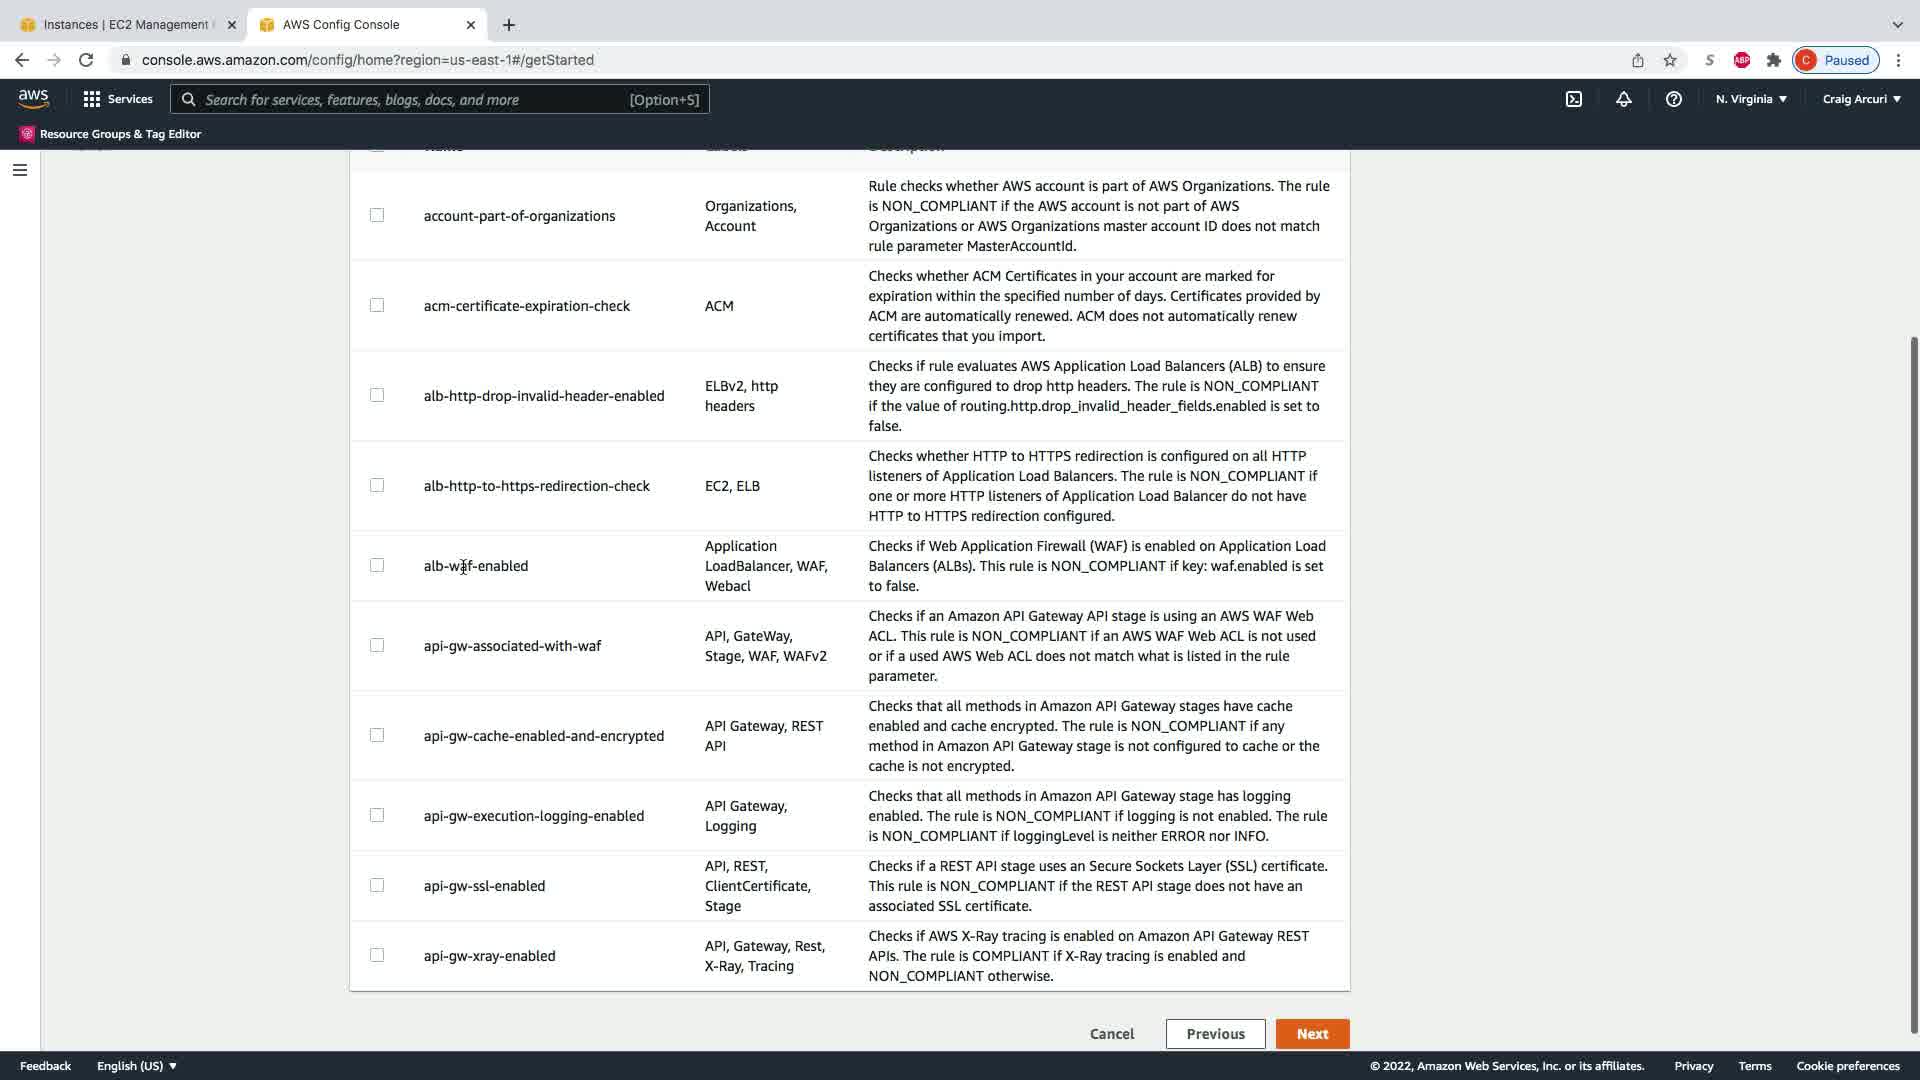 Instances | EC2 Management
AWS Config Console
console.aws.amazon.com/config/home?region=us-east-1#/getStarted
S
ABP
C
Paused
aws
Services
Search for services, features, blogs, docs, and more
[Option+S]
N. Virginia
Craig Arcuri
Resource Groups & Tag Editor
account-part-of-organizations
Organizations,
Account
Rule checks whether AWS account is part of AWS Organizations. The rule
is NON_COMPLIANT if the AWS account is not part of AWS
Organizations or AWS Organizations master account ID does not match
rule parameter MasterAccountId.
acm-certificate-expiration-check
ACM
Checks whether ACM Certificates in your account are marked for
expiration within the specified number of days. Certificates provided by
ACM are automatically renewed. ACM does not automatically renew
certificates that you import.
alb-http-drop-invalid-header-enabled
ELBv2, http
headers
Checks if rule evaluates AWS Application Load Balancers (ALB) to ensure
they are configured to drop http headers. The rule is NON_COMPLIANT
if the value of routing.http.drop_invalid_header_fields.enabled is set to
false.
alb-http-to-https-redirection-check
EC2, ELB
Checks whether HTTP to HTTPS redirection is configured on all HTTP
listeners of Application Load Balancers. The rule is NON_COMPLIANT if
one or more HTTP listeners of Application Load Balancer do not have
HTTP to HTTPS redirection configured.
alb-waf-enabled
Application
LoadBalancer, WAF,
Webacl
Checks if Web Application Firewall (WAF) is enabled on Application Load
Balancers (ALBs). This rule is NON_COMPLIANT if key: waf.enabled is set
to false.
api-gw-associated-with-waf
API, GateWay,
Stage, WAF, WAFv2
Checks if an Amazon API Gateway API stage is using an AWS WAF Web
ACL. This rule is NON_COMPLIANT if an AWS WAF Web ACL is not used
or if a used AWS Web ACL does not match what is listed in the rule
parameter.
api-gw-cache-enabled-and-encrypted
API Gateway, REST
API
Checks that all methods in Amazon API Gateway stages have cache
enabled and cache encrypted. The rule is NON_COMPLIANT if any
method in Amazon API Gateway stage is not configured to cache or the
cache is not encrypted.
api-gw-execution-logging-enabled
API Gateway,
Logging
Checks that all methods in Amazon API Gateway stage has logging
enabled. The rule is NON_COMPLIANT if logging is not enabled. The rule
is NON_COMPLIANT if loggingLevel is neither ERROR nor INFO.
api-gw-ssl-enabled
API, REST,
ClientCertificate,
Stage
Checks if a REST API stage uses an Secure Sockets Layer (SSL) certificate.
This rule is NON_COMPLIANT if the REST API stage does not have an
associated SSL certificate.
api-gw-xray-enabled
API, Gateway, Rest,
X-Ray, Tracing
Checks if AWS X-Ray tracing is enabled on Amazon API Gateway REST
APIs. The rule is COMPLIANT if X-Ray tracing is enabled and
NON_COMPLIANT otherwise.
Cancel
Previous
Next
Feedback
English (US)
© 2022, Amazon Web Services, Inc. or its affiliates.
Privacy
Terms
Cookie preferences